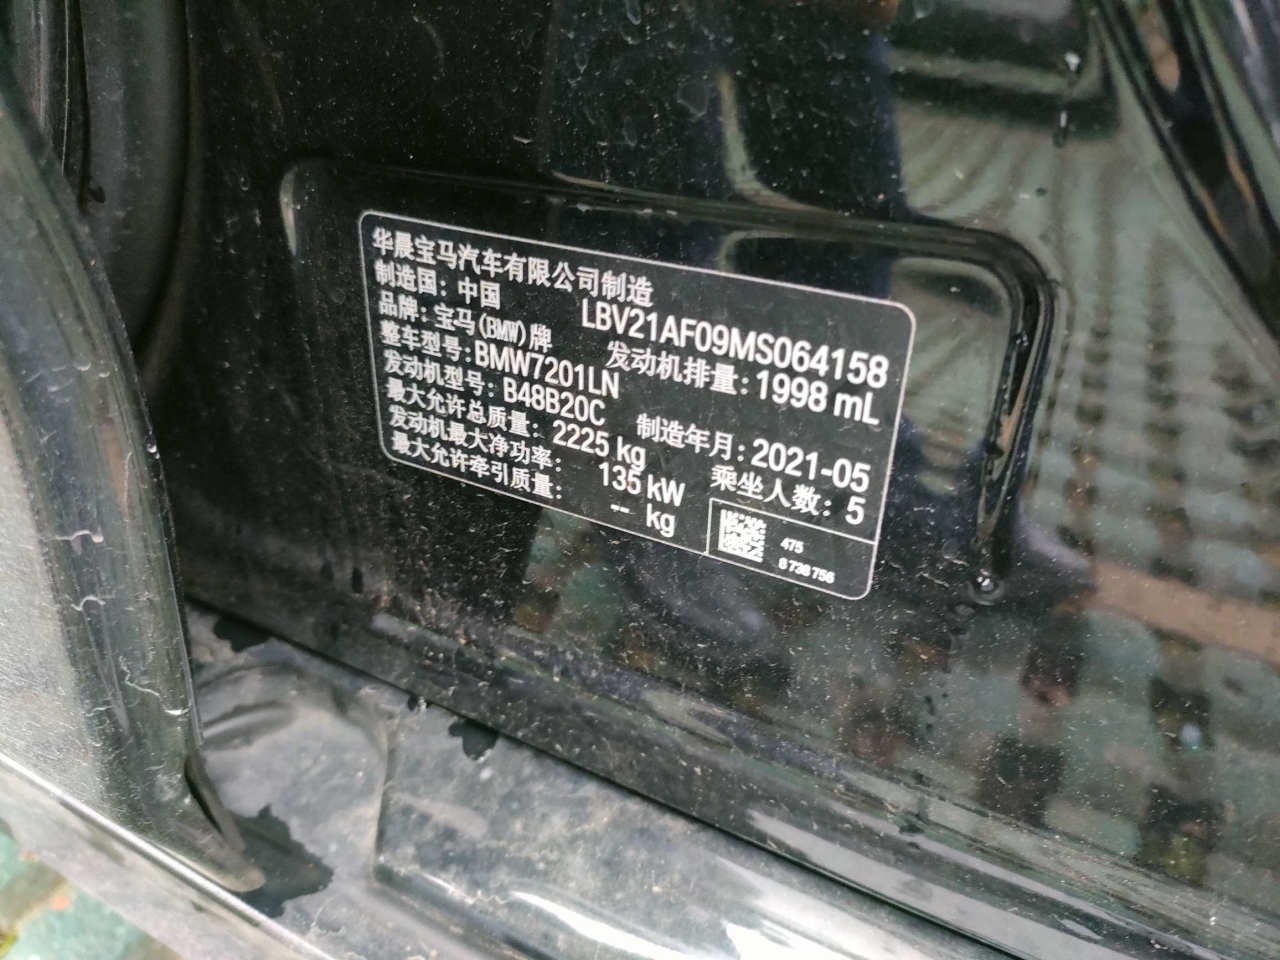 华晨宝马汽车有限公司制造
制造国：中国 LBV21AF09MS064158
品牌：宝马(BMW)牌 发动机排量：1998 mL
整车型号：BMW7201LN
发动机型号：B48B20C 制造年月：2021-05
最大允许总质量：2225 kg 乘坐人数：5
发动机最大净功率：135 kW
最大允许牵引质量：--- kg
475
8 738 756